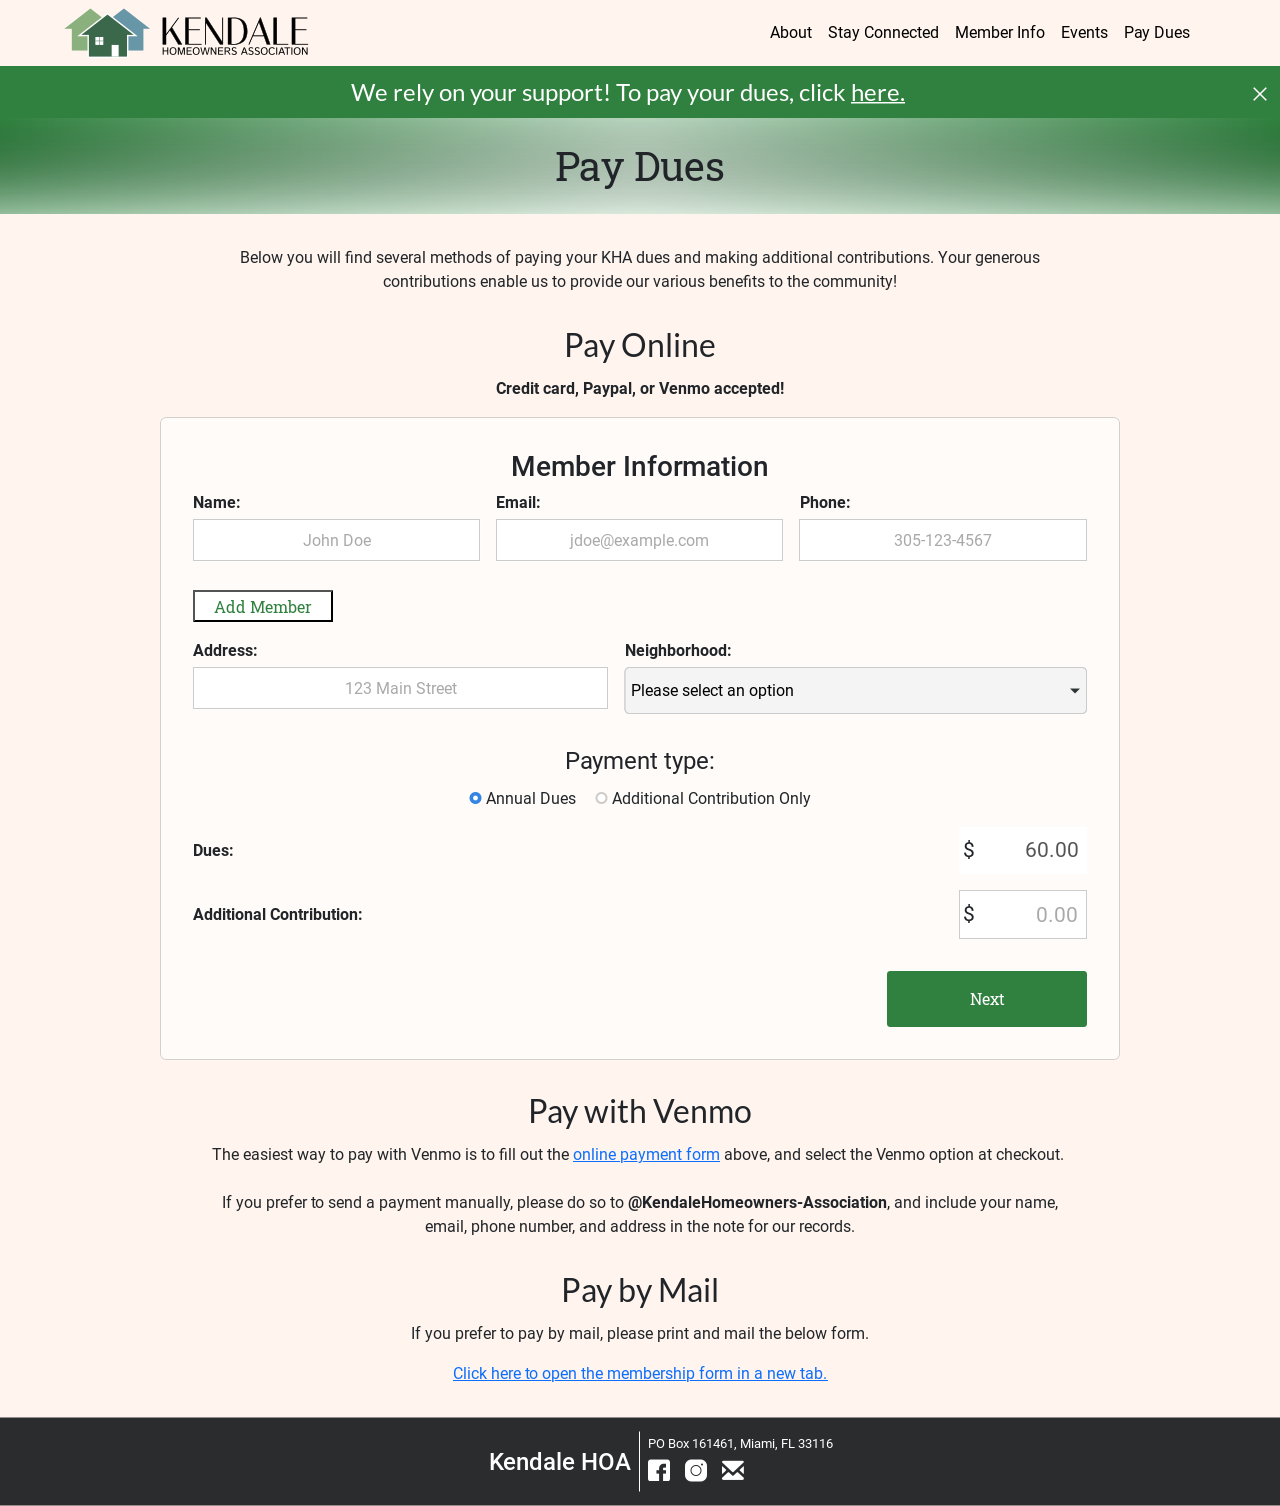 KENDALE
HOMEOWNERS ASSOCIATION
About Stay Connected Member Info Events Pay Dues
We rely on your support! To pay your dues, click here.
Pay Dues
Below you will find several methods of paying your KHA dues and making additional contributions. Your generous
contributions enable us to provide our various benefits to the community!
Pay Online
Credit card, Paypal, or Venmo accepted!
Member Information
Name: Email: Phone:
John Doe jdoe@example.com 305-123-4567
Add Member
Address: Neighborhood:
123 Main Street Please select an option
Payment type:
Annual Dues Additional Contribution Only
Dues: $ 60.00
Additional Contribution: $ 0.00
Next
Pay with Venmo
The easiest way to pay with Venmo is to fill out the online payment form above, and select the Venmo option at checkout.
If you prefer to send a payment manually, please do so to @KendaleHomeowners-Association, and include your name,
email, phone number, and address in the note for our records.
Pay by Mail
If you prefer to pay by mail, please print and mail the below form.
Click here to open the membership form in a new tab.
Kendale HOA
PO Box 161461, Miami, FL 33116